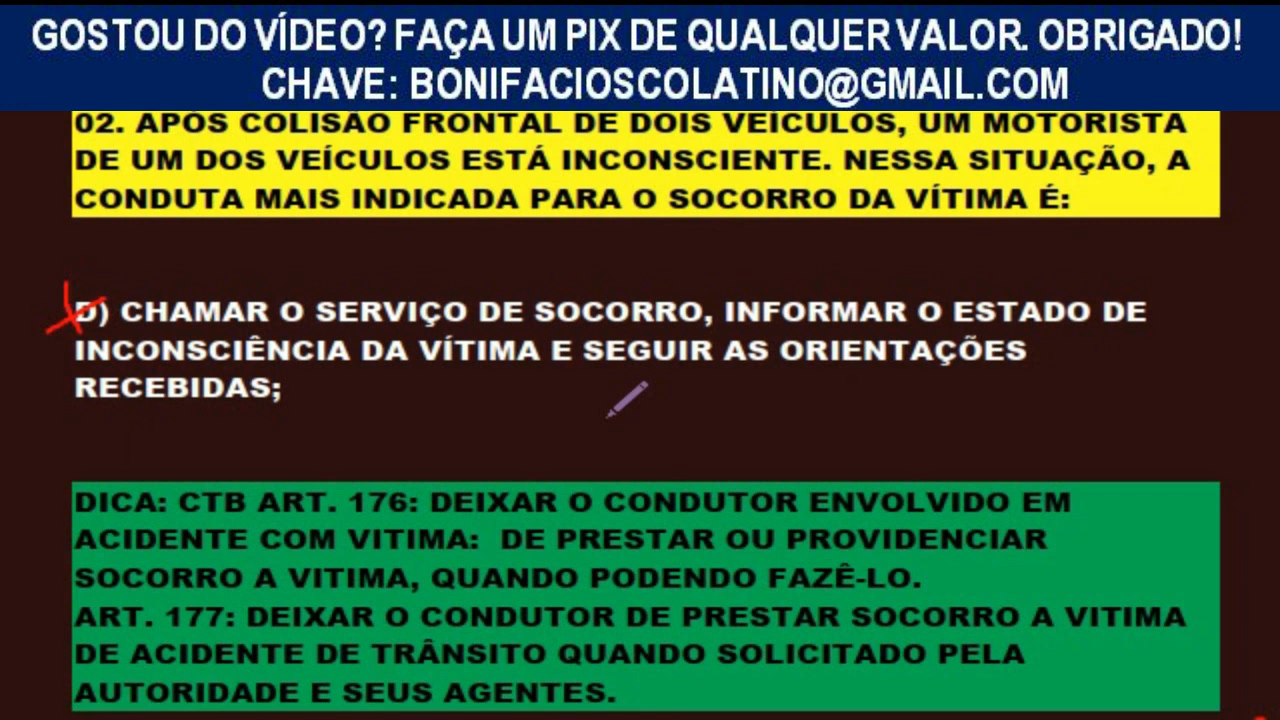 GOSTOU DO VÍDEO? FAÇA UM PIX DE QUALQUER VALOR. OBRIGADO!
CHAVE: BONIFACIOSCOLATINO@GMAIL.COM
02. APÓS COLISÃO FRONTAL DE DOIS VEÍCULOS, UM MOTORISTA
DE UM DOS VEÍCULOS ESTÁ INCONSCIENTE. NESSA SITUAÇÃO, A
CONDUTA MAIS INDICADA PARA O SOCORRO DA VÍTIMA É:
D) CHAMAR O SERVIÇO DE SOCORRO, INFORMAR O ESTADO DE
INCONSCIÊNCIA DA VÍTIMA E SEGUIR AS ORIENTAÇÕES
RECEBIDAS;
DICA: CTB ART. 176: DEIXAR O CONDUTOR ENVOLVIDO EM
ACIDENTE COM VITIMA: DE PRESTAR OU PROVIDENCIAR
SOCORRO A VITIMA, QUANDO PODENDO FAZÊ-LO.
ART. 177: DEIXAR O CONDUTOR DE PRESTAR SOCORRO A VITIMA
DE ACIDENTE DE TRÂNSITO QUANDO SOLICITADO PELA
AUTORIDADE E SEUS AGENTES.